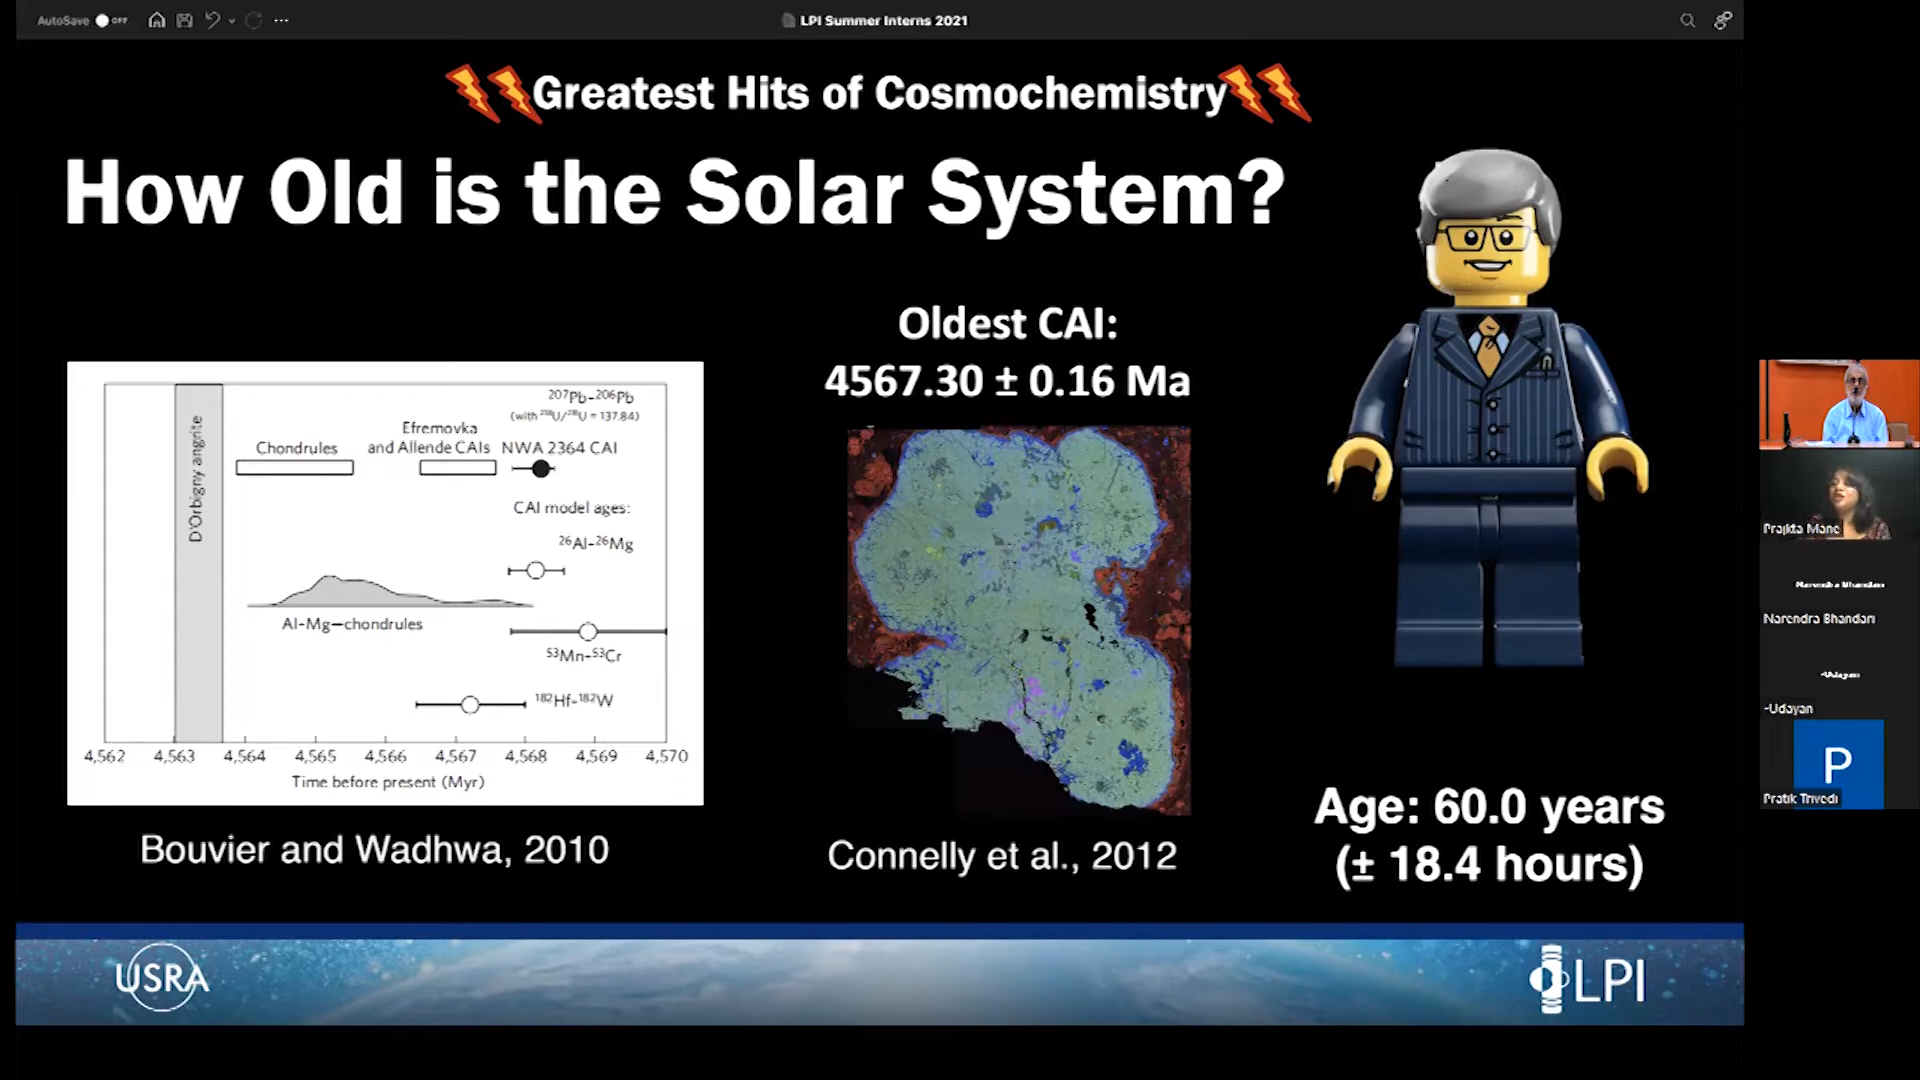 AutoSave OFF
LPI Summer Interns 2021
Greatest Hits of Cosmochemistry
How Old is the Solar System?
D'Orbigny angrite
²⁰⁷Pb-²⁰⁶Pb
(with ²³⁸U/²³⁵U = 137.84)
Chondrules
Efremovka
and Allende CAIs
NWA 2364 CAI
CAI model ages:
²⁶Al-²⁶Mg
Al-Mg—chondrules
⁵³Mn-⁵³Cr
¹⁸²Hf-¹⁸²W
4,562 4,563 4,564 4,565 4,566 4,567 4,568 4,569 4,570
Time before present (Myr)
Bouvier and Wadhwa, 2010
Oldest CAI:
4567.30 ± 0.16 Ma
Connelly et al., 2012
Age: 60.0 years
(± 18.4 hours)
USRA
LPI
Prajkta Mane
Narendra Bhandari
Narendra Bhandari
~Udayan
~Udayan
P
Pratik Trivedi